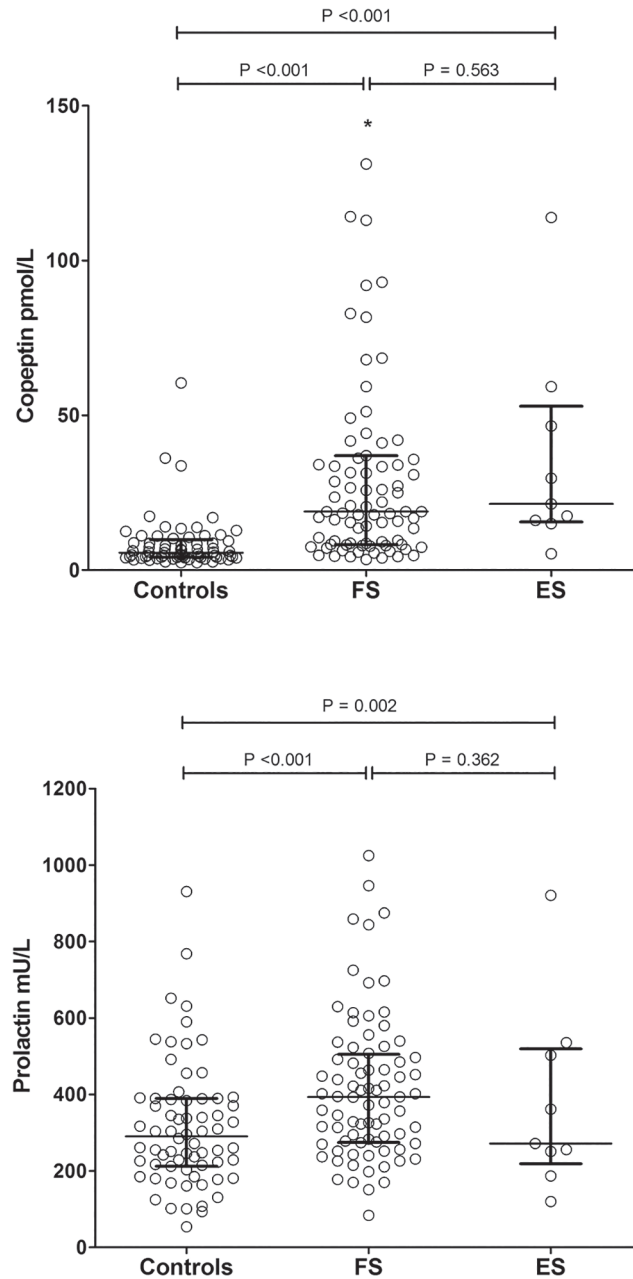 P <0.001
P <0.001 P = 0.563
150
*
100
50
0
Copeptin pmol/L
Controls FS ES
P = 0.002
P <0.001 P = 0.362
1200
1000
800
600
400
200
0
Prolactin mU/L
Controls FS ES